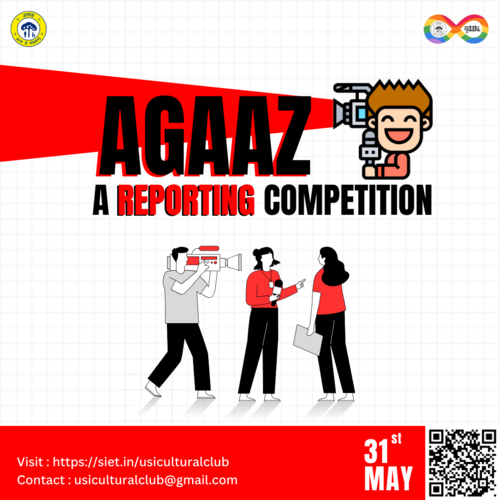 AGAAZ
A REPORTING COMPETITION
Visit : https://siet.in/usiculturalclub
Contact : usiculturalclub@gmail.com
31st
MAY